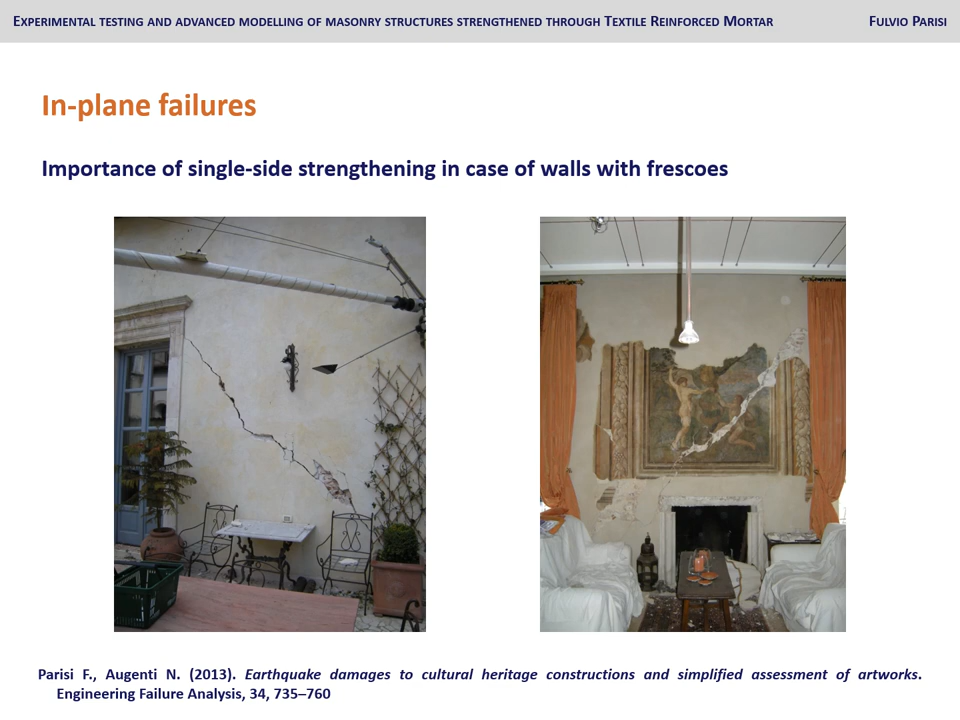 Experimental testing and advanced modelling of masonry structures strengthened through Textile Reinforced Mortar Fulvio Parisi
In-plane failures
Importance of single-side strengthening in case of walls with frescoes
Parisi F., Augenti N. (2013). Earthquake damages to cultural heritage constructions and simplified assessment of artworks.
Engineering Failure Analysis, 34, 735–760